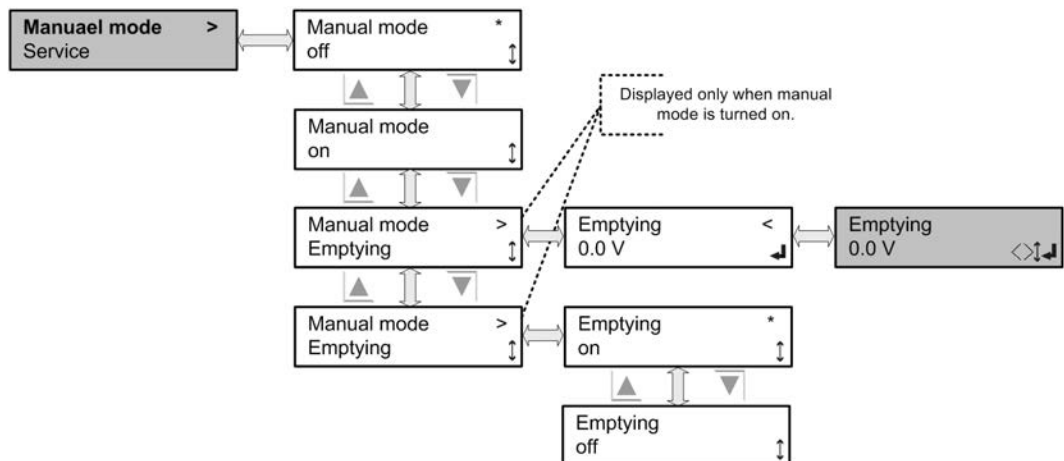 Manuael mode >
Service
Manual mode *
off
Displayed only when manual
mode is turned on.
Manual mode
on
Manual mode >
Emptying
Emptying <
0.0 V
Emptying
0.0 V <>
Manual mode >
Emptying
Emptying *
on
Emptying
off